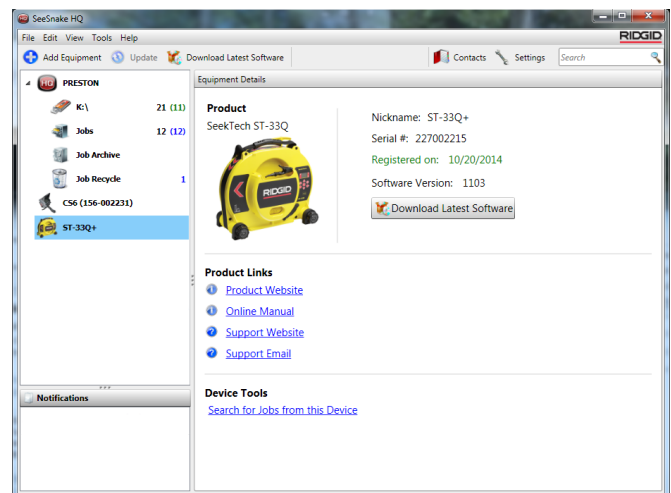 SeeSnake HQ
File Edit View Tools Help
RIDGID
Add Equipment Update Download Latest Software Contacts Settings Search
HQ PRESTON
K:\ 21 (11)
Jobs 12 (12)
Job Archive
Job Recycle 1
CS6 (156-002231)
ST-33Q+
Notifications
Equipment Details
Product
SeekTech ST-33Q
RIDGID
Nickname: ST-33Q+
Serial #: 227002215
Registered on: 10/20/2014
Software Version: 1103
Download Latest Software
Product Links
Product Website
Online Manual
Support Website
Support Email
Device Tools
Search for Jobs from this Device